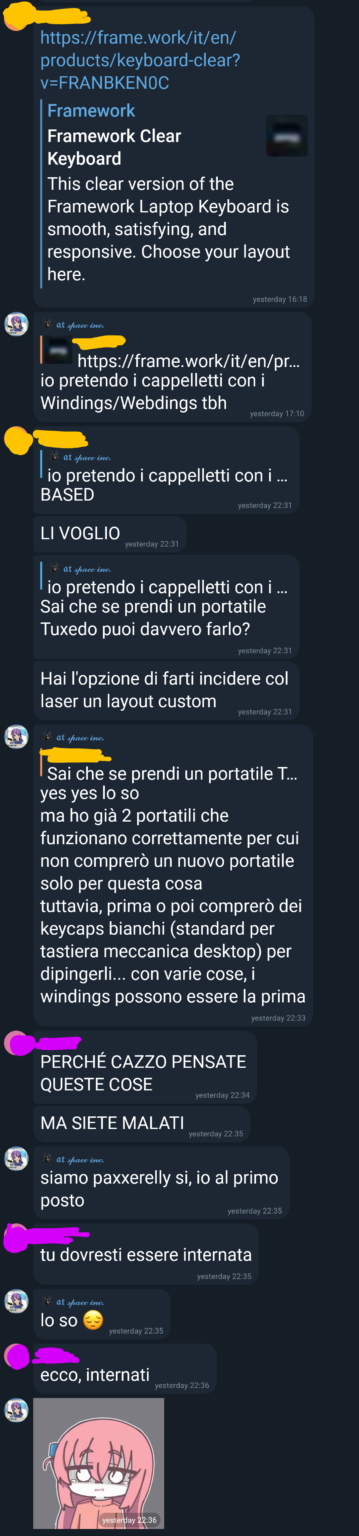 https://frame.work/it/en/
products/keyboard-clear?
v=FRANBKEN0C
Framework
Framework Clear
Keyboard
This clear version of the
Framework Laptop Keyboard is
smooth, satisfying, and
responsive. Choose your layout
here.
yesterday 16:18
at space inc.
https://frame.work/it/en/pr...
io pretendo i cappelletti con i
Windings/Webdings tbh
yesterday 17:10
at space inc.
io pretendo i cappelletti con i ...
BASED
yesterday 22:31
LI VOGLIO
yesterday 22:31
at space inc.
io pretendo i cappelletti con i ...
Sai che se prendi un portatile
Tuxedo puoi davvero farlo?
yesterday 22:31
Hai l'opzione di farti incidere col
laser un layout custom
yesterday 22:31
at space inc.
Sai che se prendi un portatile T...
yes yes lo so
ma ho già 2 portatili che
funzionano correttamente per cui
non comprerò un nuovo portatile
solo per questa cosa
tuttavia, prima o poi comprerò dei
keycaps bianchi (standard per
tastiera meccanica desktop) per
dipingerli... con varie cose, i
windings possono essere la prima
yesterday 22:33
PERCHÉ CAZZO PENSATE
QUESTE COSE
yesterday 22:34
MA SIETE MALATI
yesterday 22:35
at space inc.
siamo paxxerelly si, io al primo
posto
yesterday 22:35
tu dovresti essere internata
yesterday 22:35
at space inc.
lo so 😔
yesterday 22:35
ecco, internati
yesterday 22:36
yesterday 22:36